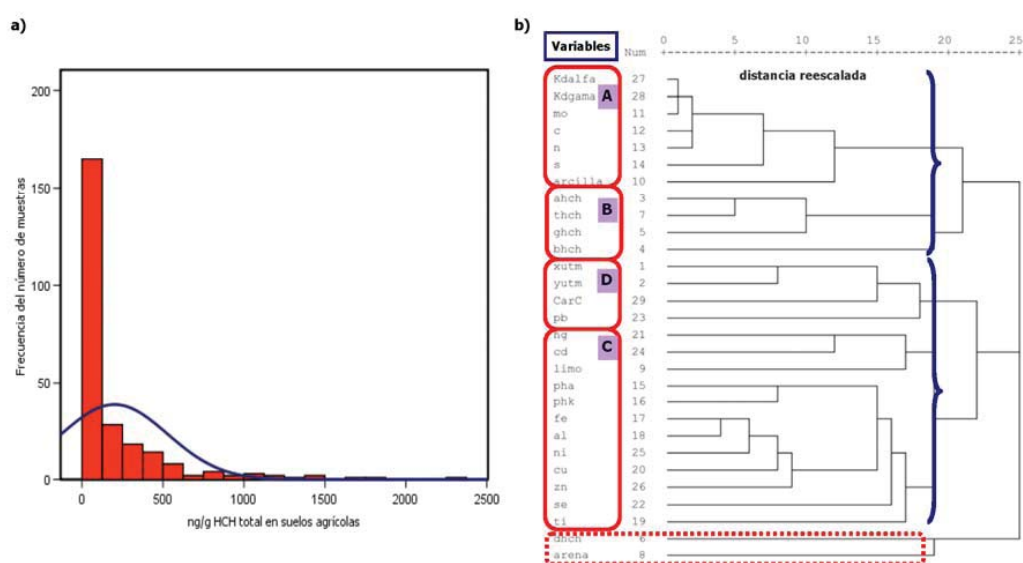 a)
Frecuencia del número de muestras
200
150
100
50
0
0 500 1000 1500 2000 2500
ng/g HCH total en suelos agrícolas
b)
Variables
Num
0 5 10 15 20 25
distancia reescalada
Kdalfa 27
Kdgama 28
A
mo 11
c 12
n 13
s 14
arcilla 10
ahch 3
B
thch 7
ghch 5
bhch 4
xutm 1
D
yutm 2
CarC 29
pb 23
hg 21
C
cd 24
limo 9
pha 15
phk 16
fe 17
al 18
ni 25
cu 20
zn 26
se 22
ti 19
dhch 6
arena 8